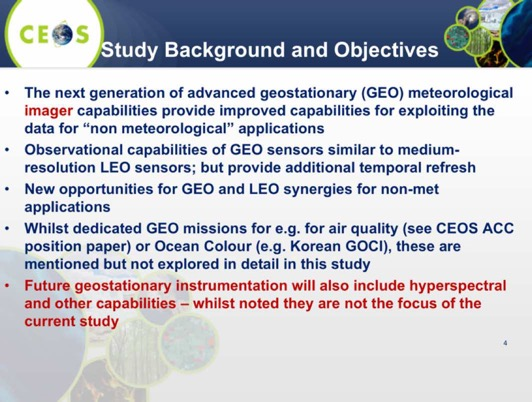 CEOS
Study Background and Objectives
• The next generation of advanced geostationary (GEO) meteorological
imager capabilities provide improved capabilities for exploiting the
data for “non meteorological” applications
• Observational capabilities of GEO sensors similar to medium-
resolution LEO sensors; but provide additional temporal refresh
• New opportunities for GEO and LEO synergies for non-met
applications
• Whilst dedicated GEO missions for e.g. for air quality (see CEOS ACC
position paper) or Ocean Colour (e.g. Korean GOCI), these are
mentioned but not explored in detail in this study
• Future geostationary instrumentation will also include hyperspectral
and other capabilities – whilst noted they are not the focus of the
current study
4